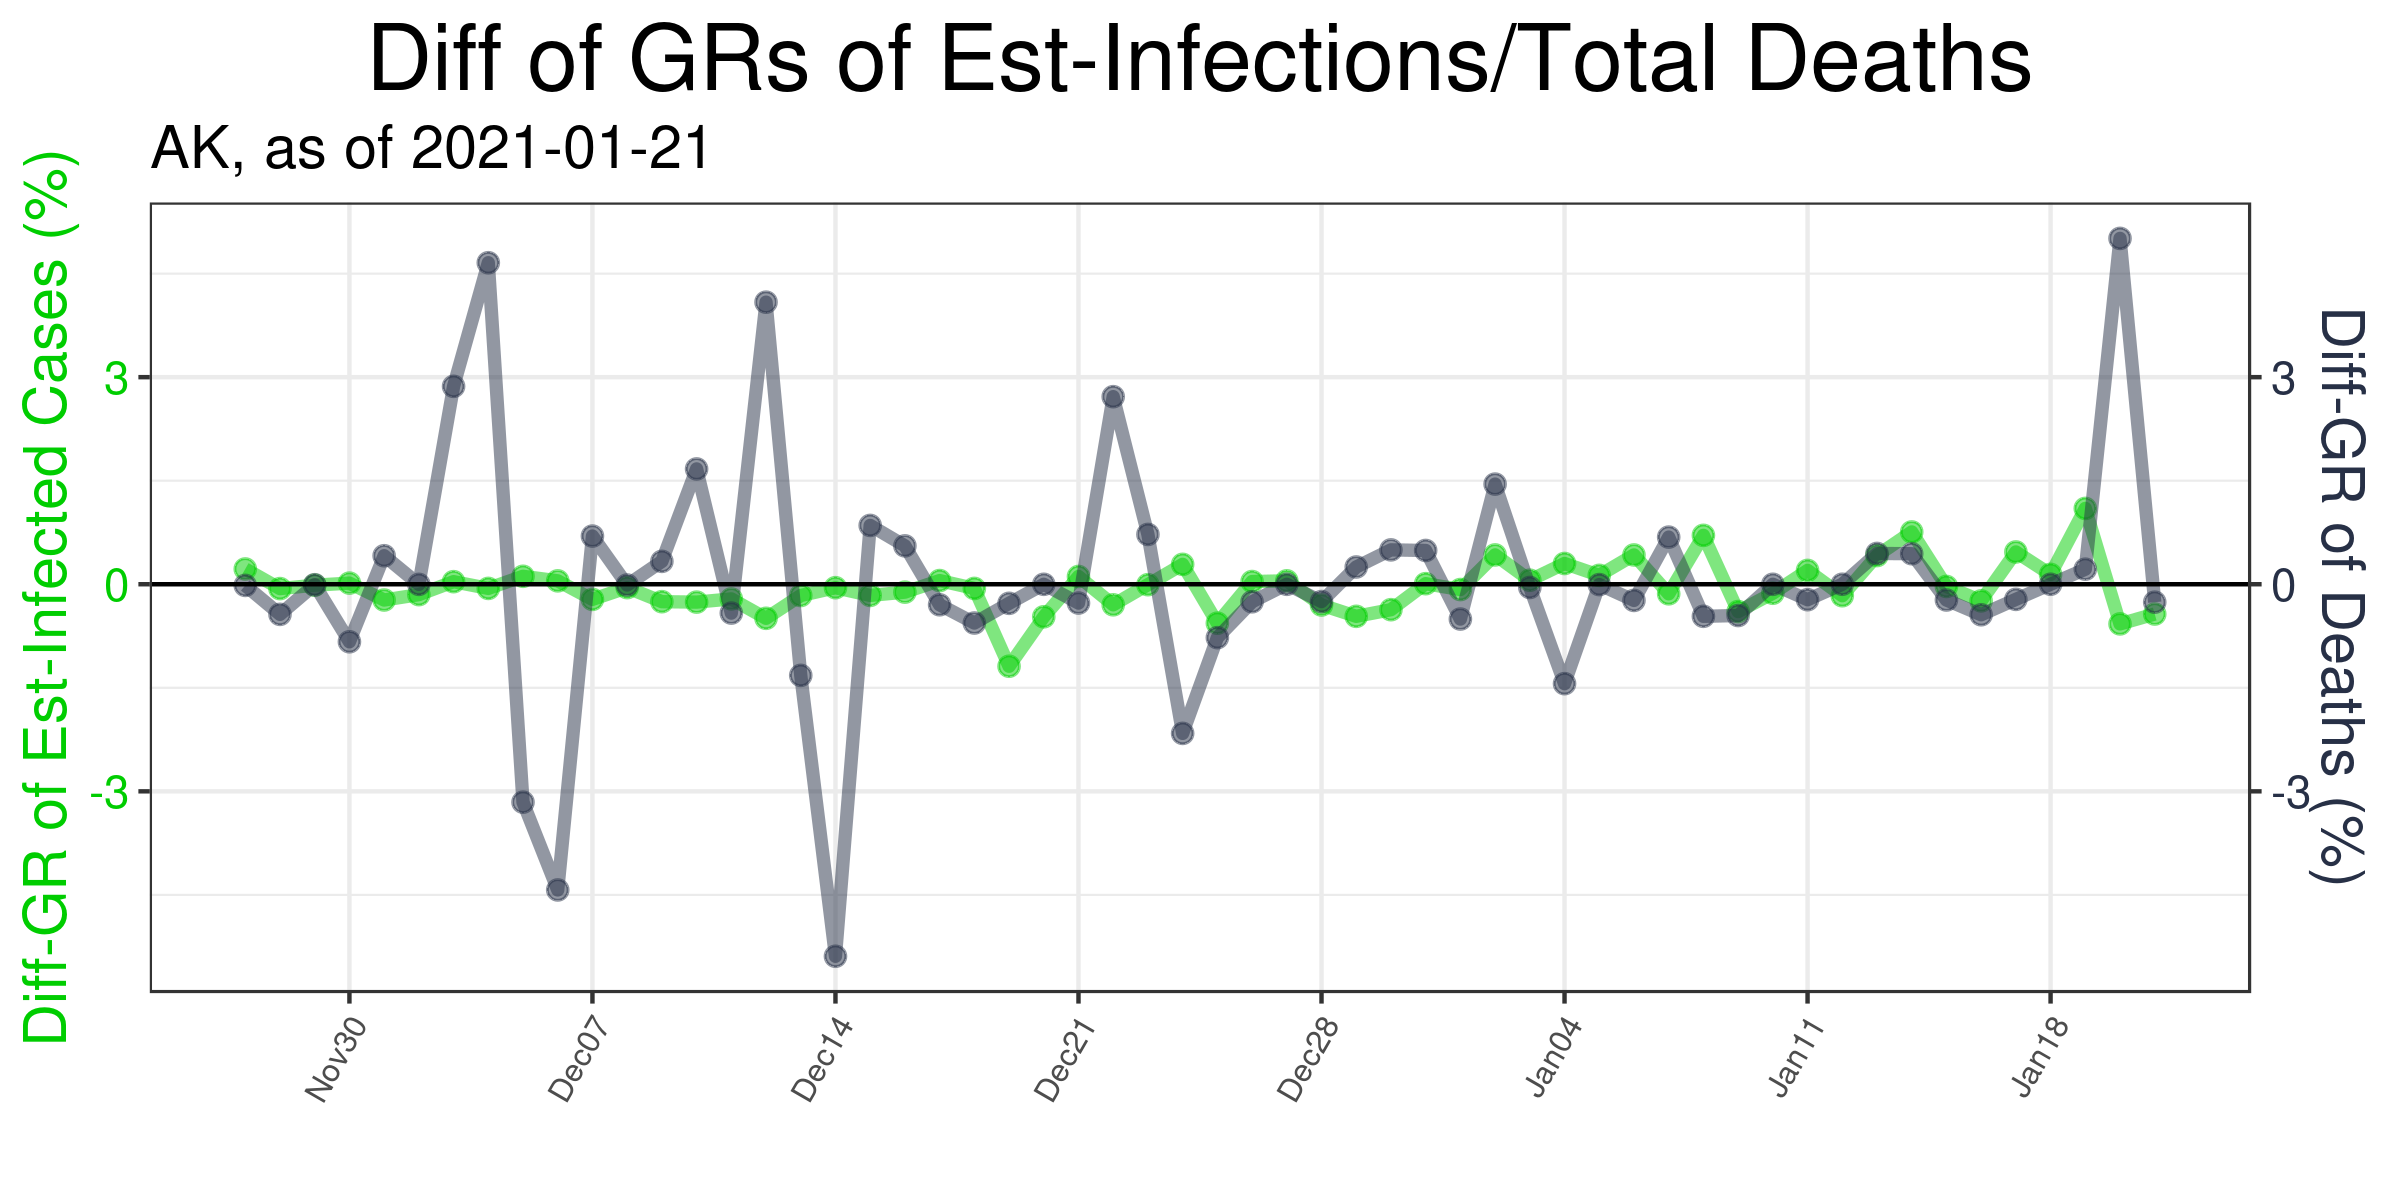 Diff of GRs of Est-Infections/Total Deaths
AK, as of 2021-01-21
Diff-GR of Est-Infected Cases (%)
3
0
-3
3
0
-3
Diff-GR of Deaths (%)
Nov30
Dec07
Dec14
Dec21
Dec28
Jan04
Jan11
Jan18